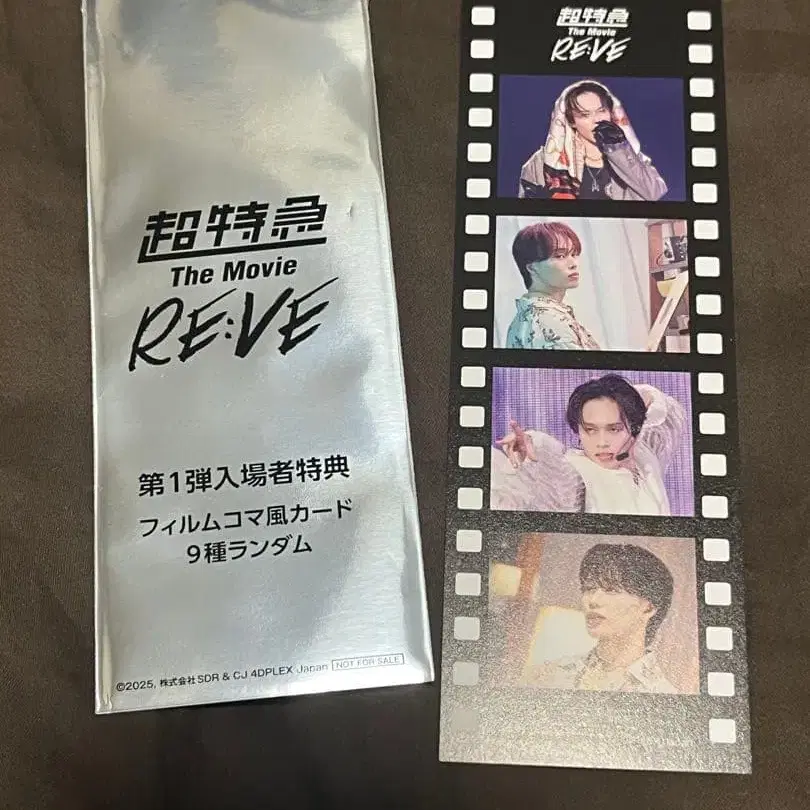 超特急
The Movie
RE:VE
第1弾入場者特典
フィルムコマ風カード
9種ランダム
©2025, 株式会社SDR & CJ 4DPLEX Japan NOT FOR SALE
超特急
The Movie
RE:VE